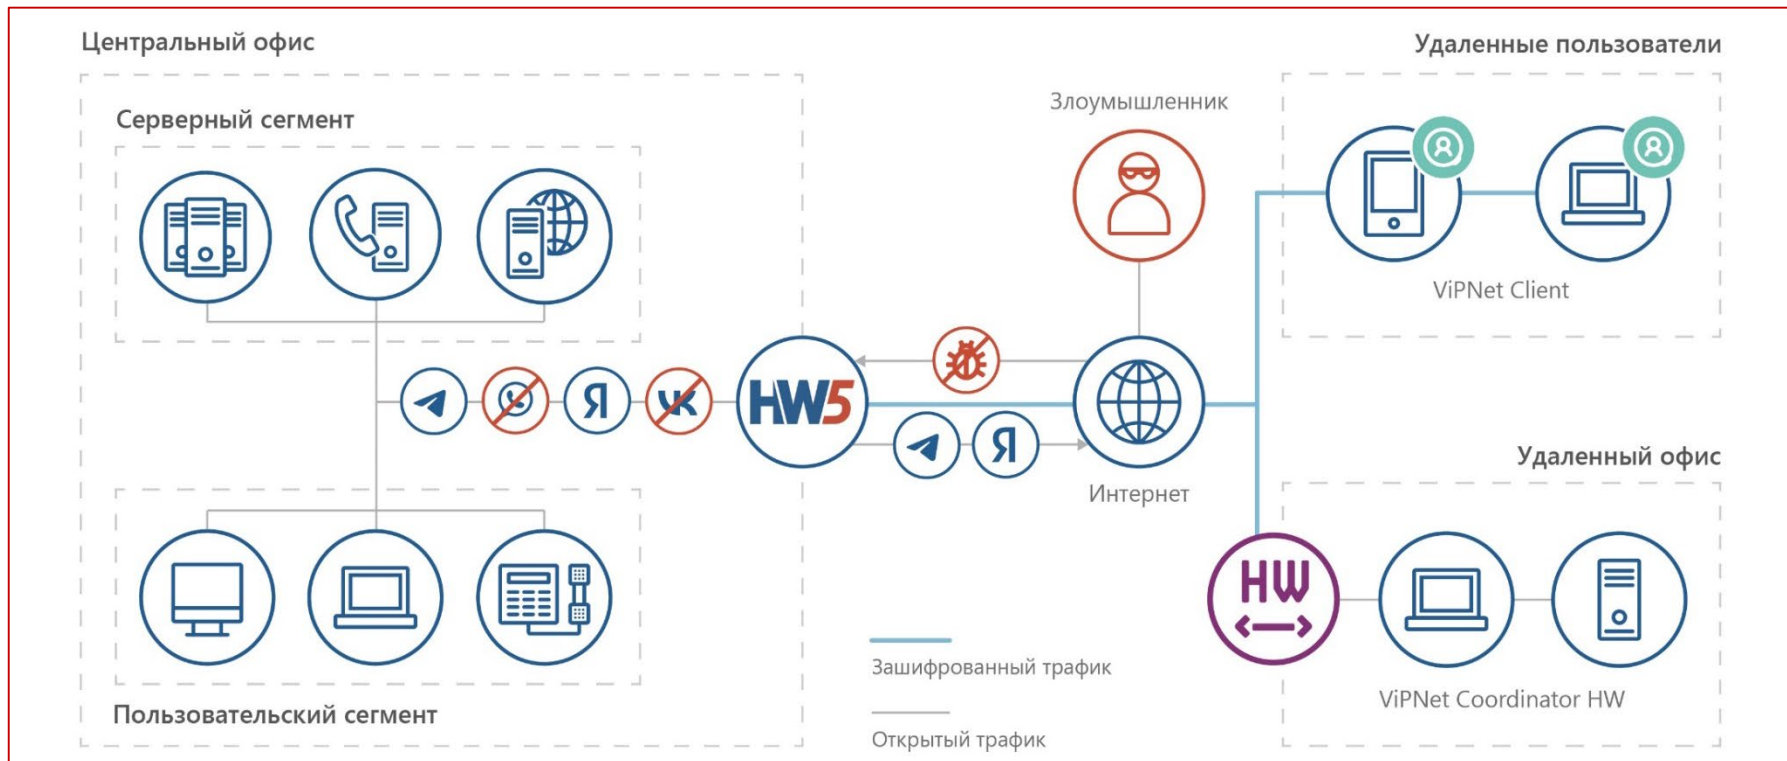 Центральный офис
Удаленные пользователи
Злоумышленник
Серверный сегмент
ViPNet Client
Я
VK
HW5
Я
Интернет
Удаленный офис
HW
Зашифрованный трафик
ViPNet Coordinator HW
Пользовательский сегмент
Открытый трафик